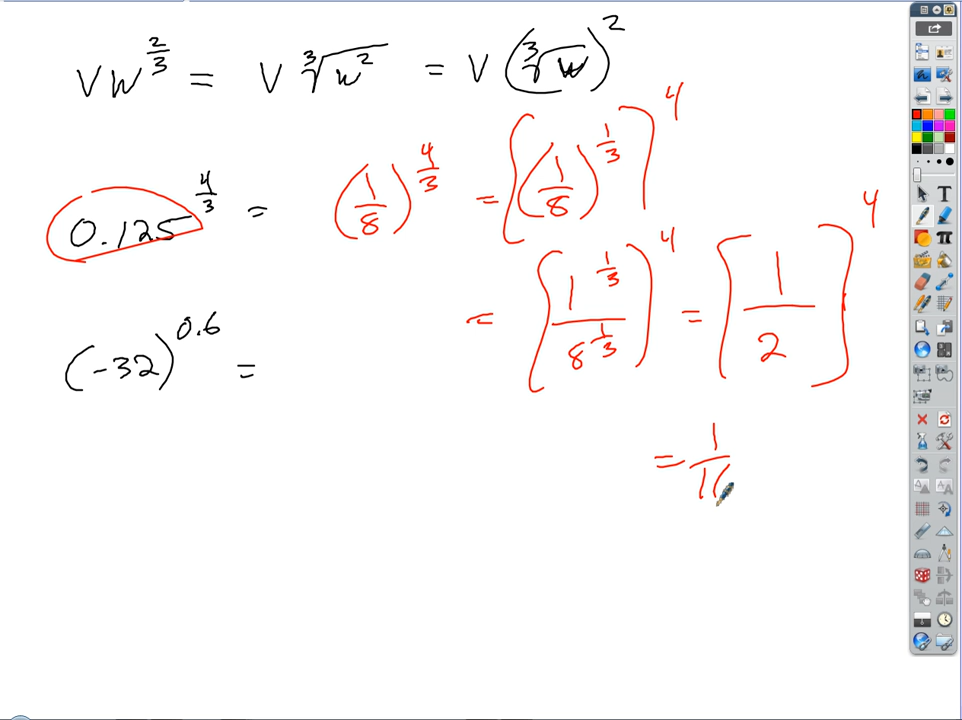 VW^(2/3) = V ∛(w²) = V (∛w)²
0.125^(4/3) = (1/8)^(4/3) = [(1/8)^(1/3)]^4
= [1^(1/3) / 8^(1/3)]^4 = [1/2]^4
(-32)^0.6 =
= 1/16